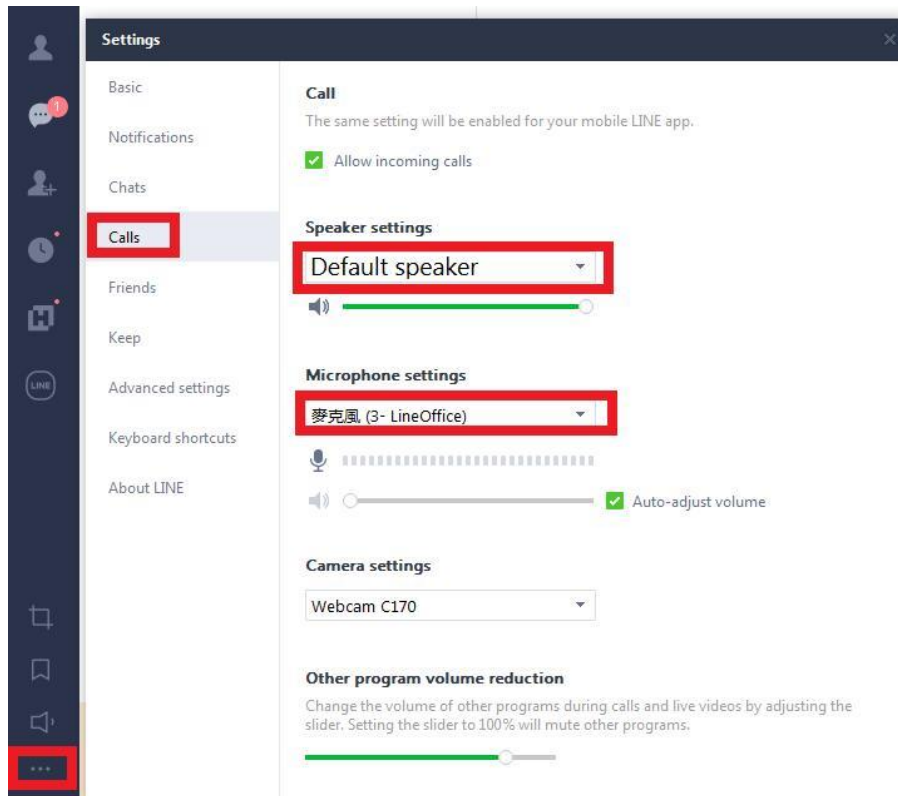 Settings
1
Basic
Notifications
Chats
Calls
Friends
Keep
Advanced settings
Keyboard shortcuts
About LINE
LINE
Call
The same setting will be enabled for your mobile LINE app.
Allow incoming calls
Speaker settings
Default speaker
Microphone settings
麥克風 (3- LineOffice)
Auto-adjust volume
Camera settings
Webcam C170
Other program volume reduction
Change the volume of other programs during calls and live videos by adjusting the
slider. Setting the slider to 100% will mute other programs.